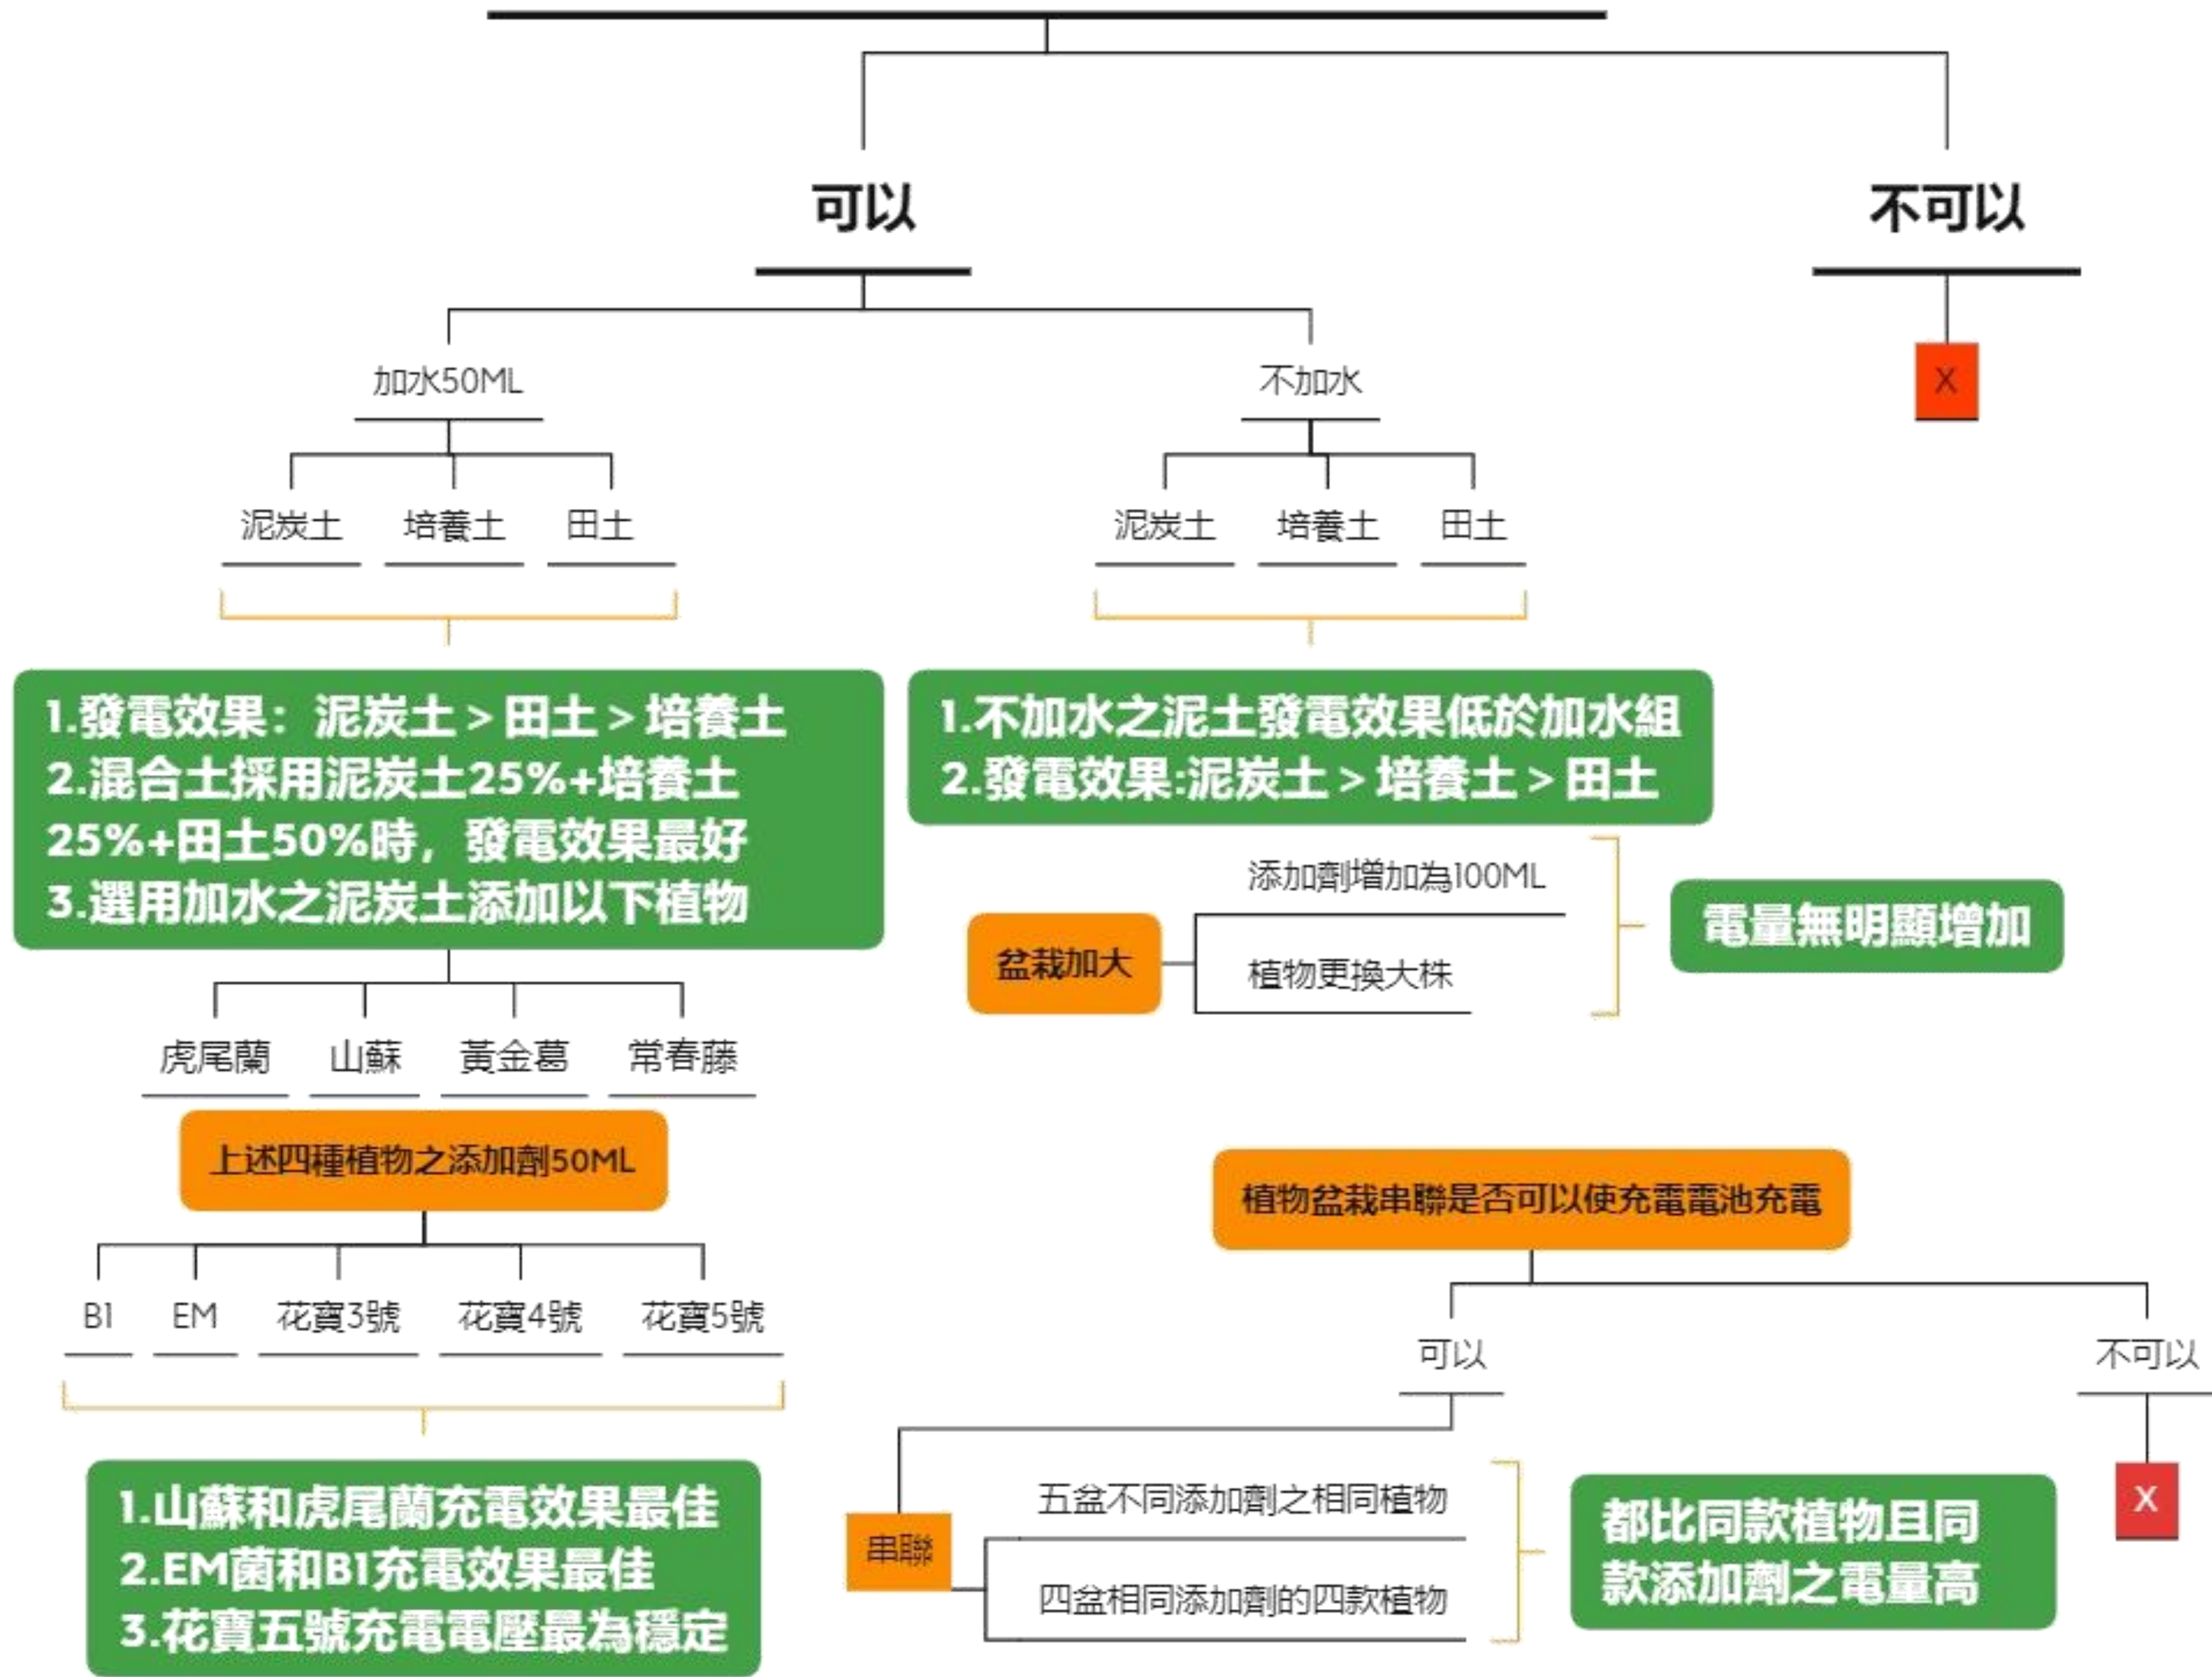 可以
不可以
加水50ML
不加水
X
泥炭土
培養土
田土
泥炭土
培養土
田土
1.發電效果：泥炭土 > 田土 > 培養土
2.混合土採用泥炭土25%+培養土
25%+田土50%時，發電效果最好
3.選用加水之泥炭土添加以下植物
1.不加水之泥土發電效果低於加水組
2.發電效果:泥炭土 > 培養土 > 田土
盆栽加大
添加劑增加為100ML
植物更換大株
電量無明顯增加
虎尾蘭
山蘇
黃金葛
常春藤
上述四種植物之添加劑50ML
B1
EM
花寶3號
花寶4號
花寶5號
1.山蘇和虎尾蘭充電效果最佳
2.EM菌和B1充電效果最佳
3.花寶五號充電電壓最為穩定
植物盆栽串聯是否可以使充電電池充電
可以
不可以
串聯
五盆不同添加劑之相同植物
四盆相同添加劑的四款植物
都比同款植物且同
款添加劑之電量高
X